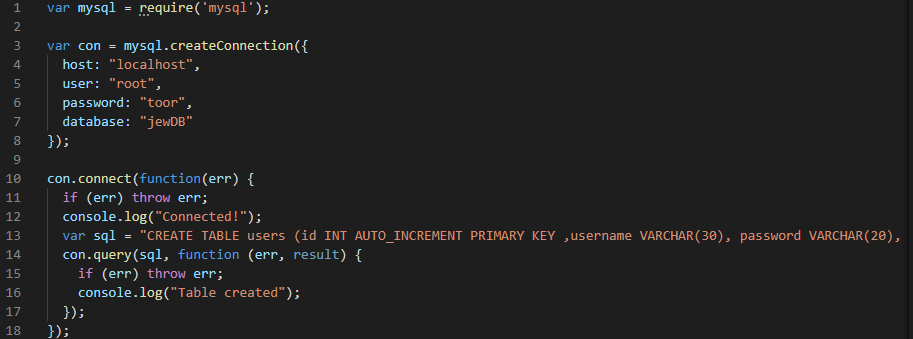 1 var mysql = require('mysql');
2
3 var con = mysql.createConnection({
4 host: "localhost",
5 user: "root",
6 password: "toor",
7 database: "jewDB"
8 });
9
10 con.connect(function(err) {
11 if (err) throw err;
12 console.log("Connected!");
13 var sql = "CREATE TABLE users (id INT AUTO_INCREMENT PRIMARY KEY ,username VARCHAR(30), password VARCHAR(20),
14 con.query(sql, function (err, result) {
15 if (err) throw err;
16 console.log("Table created");
17 });
18 });